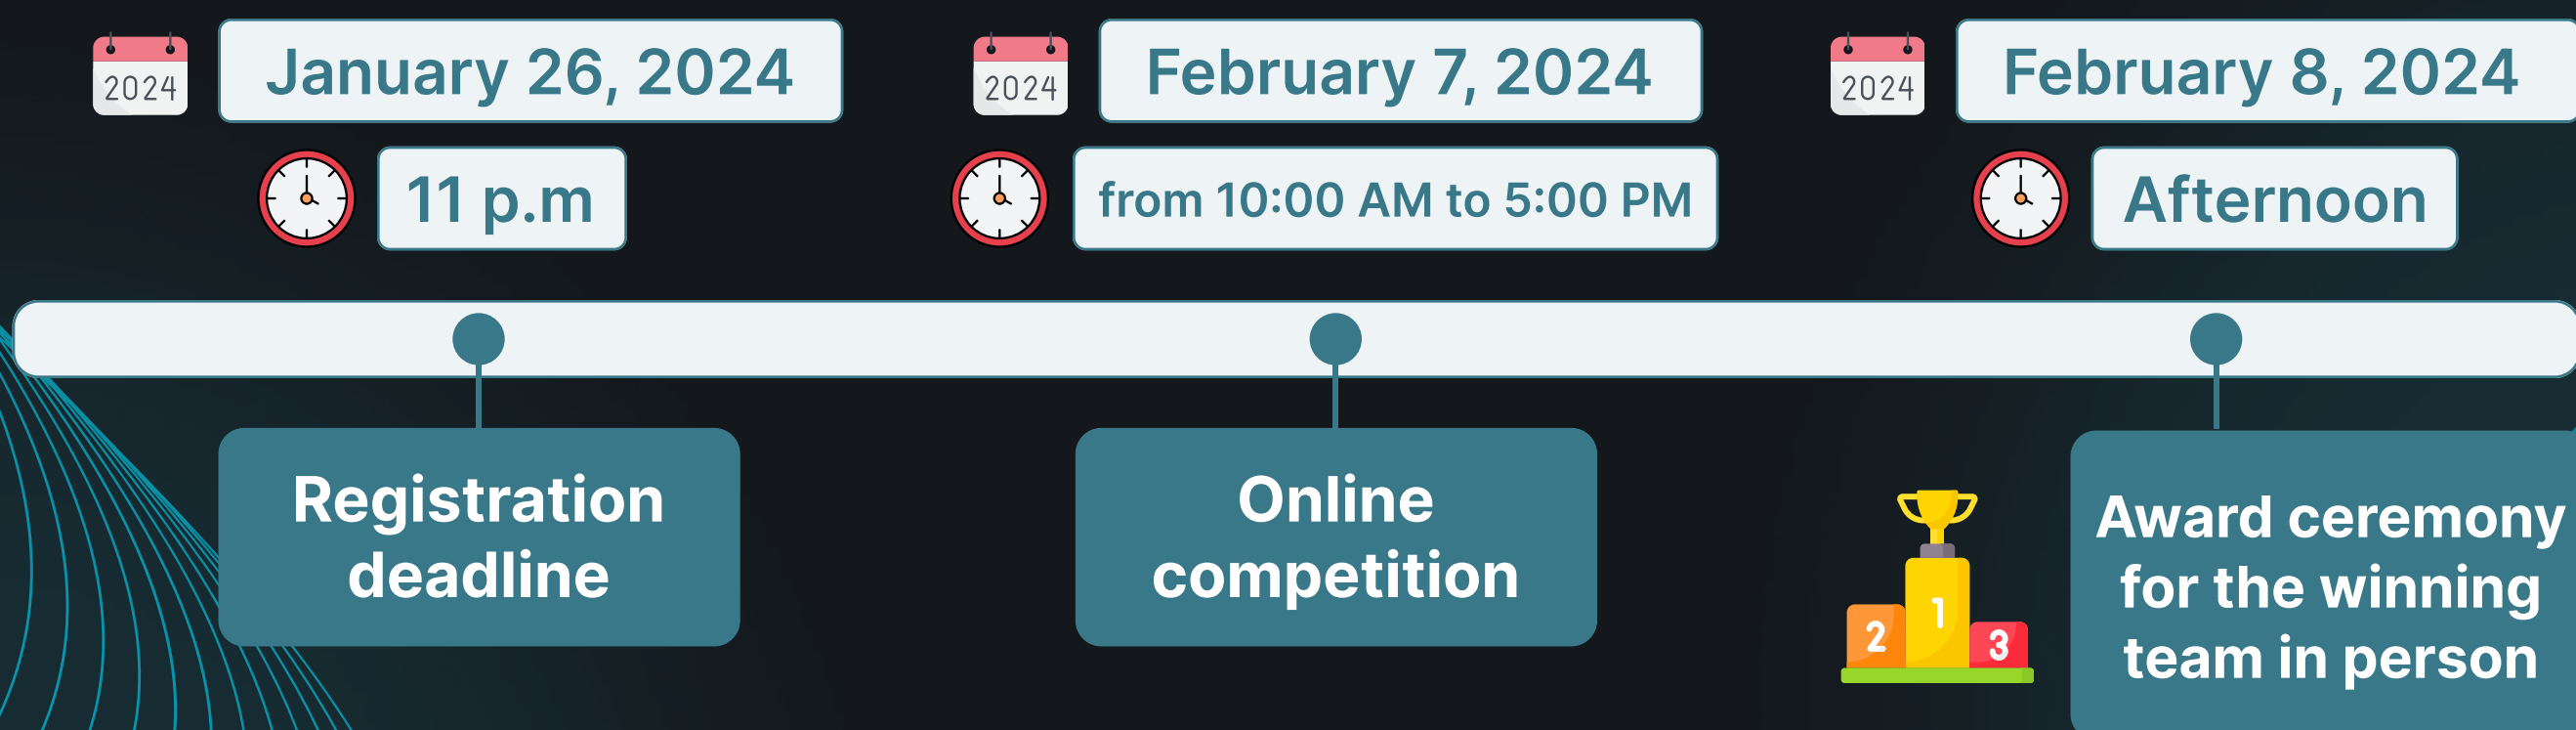 2024
January 26, 2024
2024
February 7, 2024
2024
February 8, 2024
11 p.m
from 10:00 AM to 5:00 PM
Afternoon
Registration
deadline
Online
competition
1
2
3
Award ceremony
for the winning
team in person